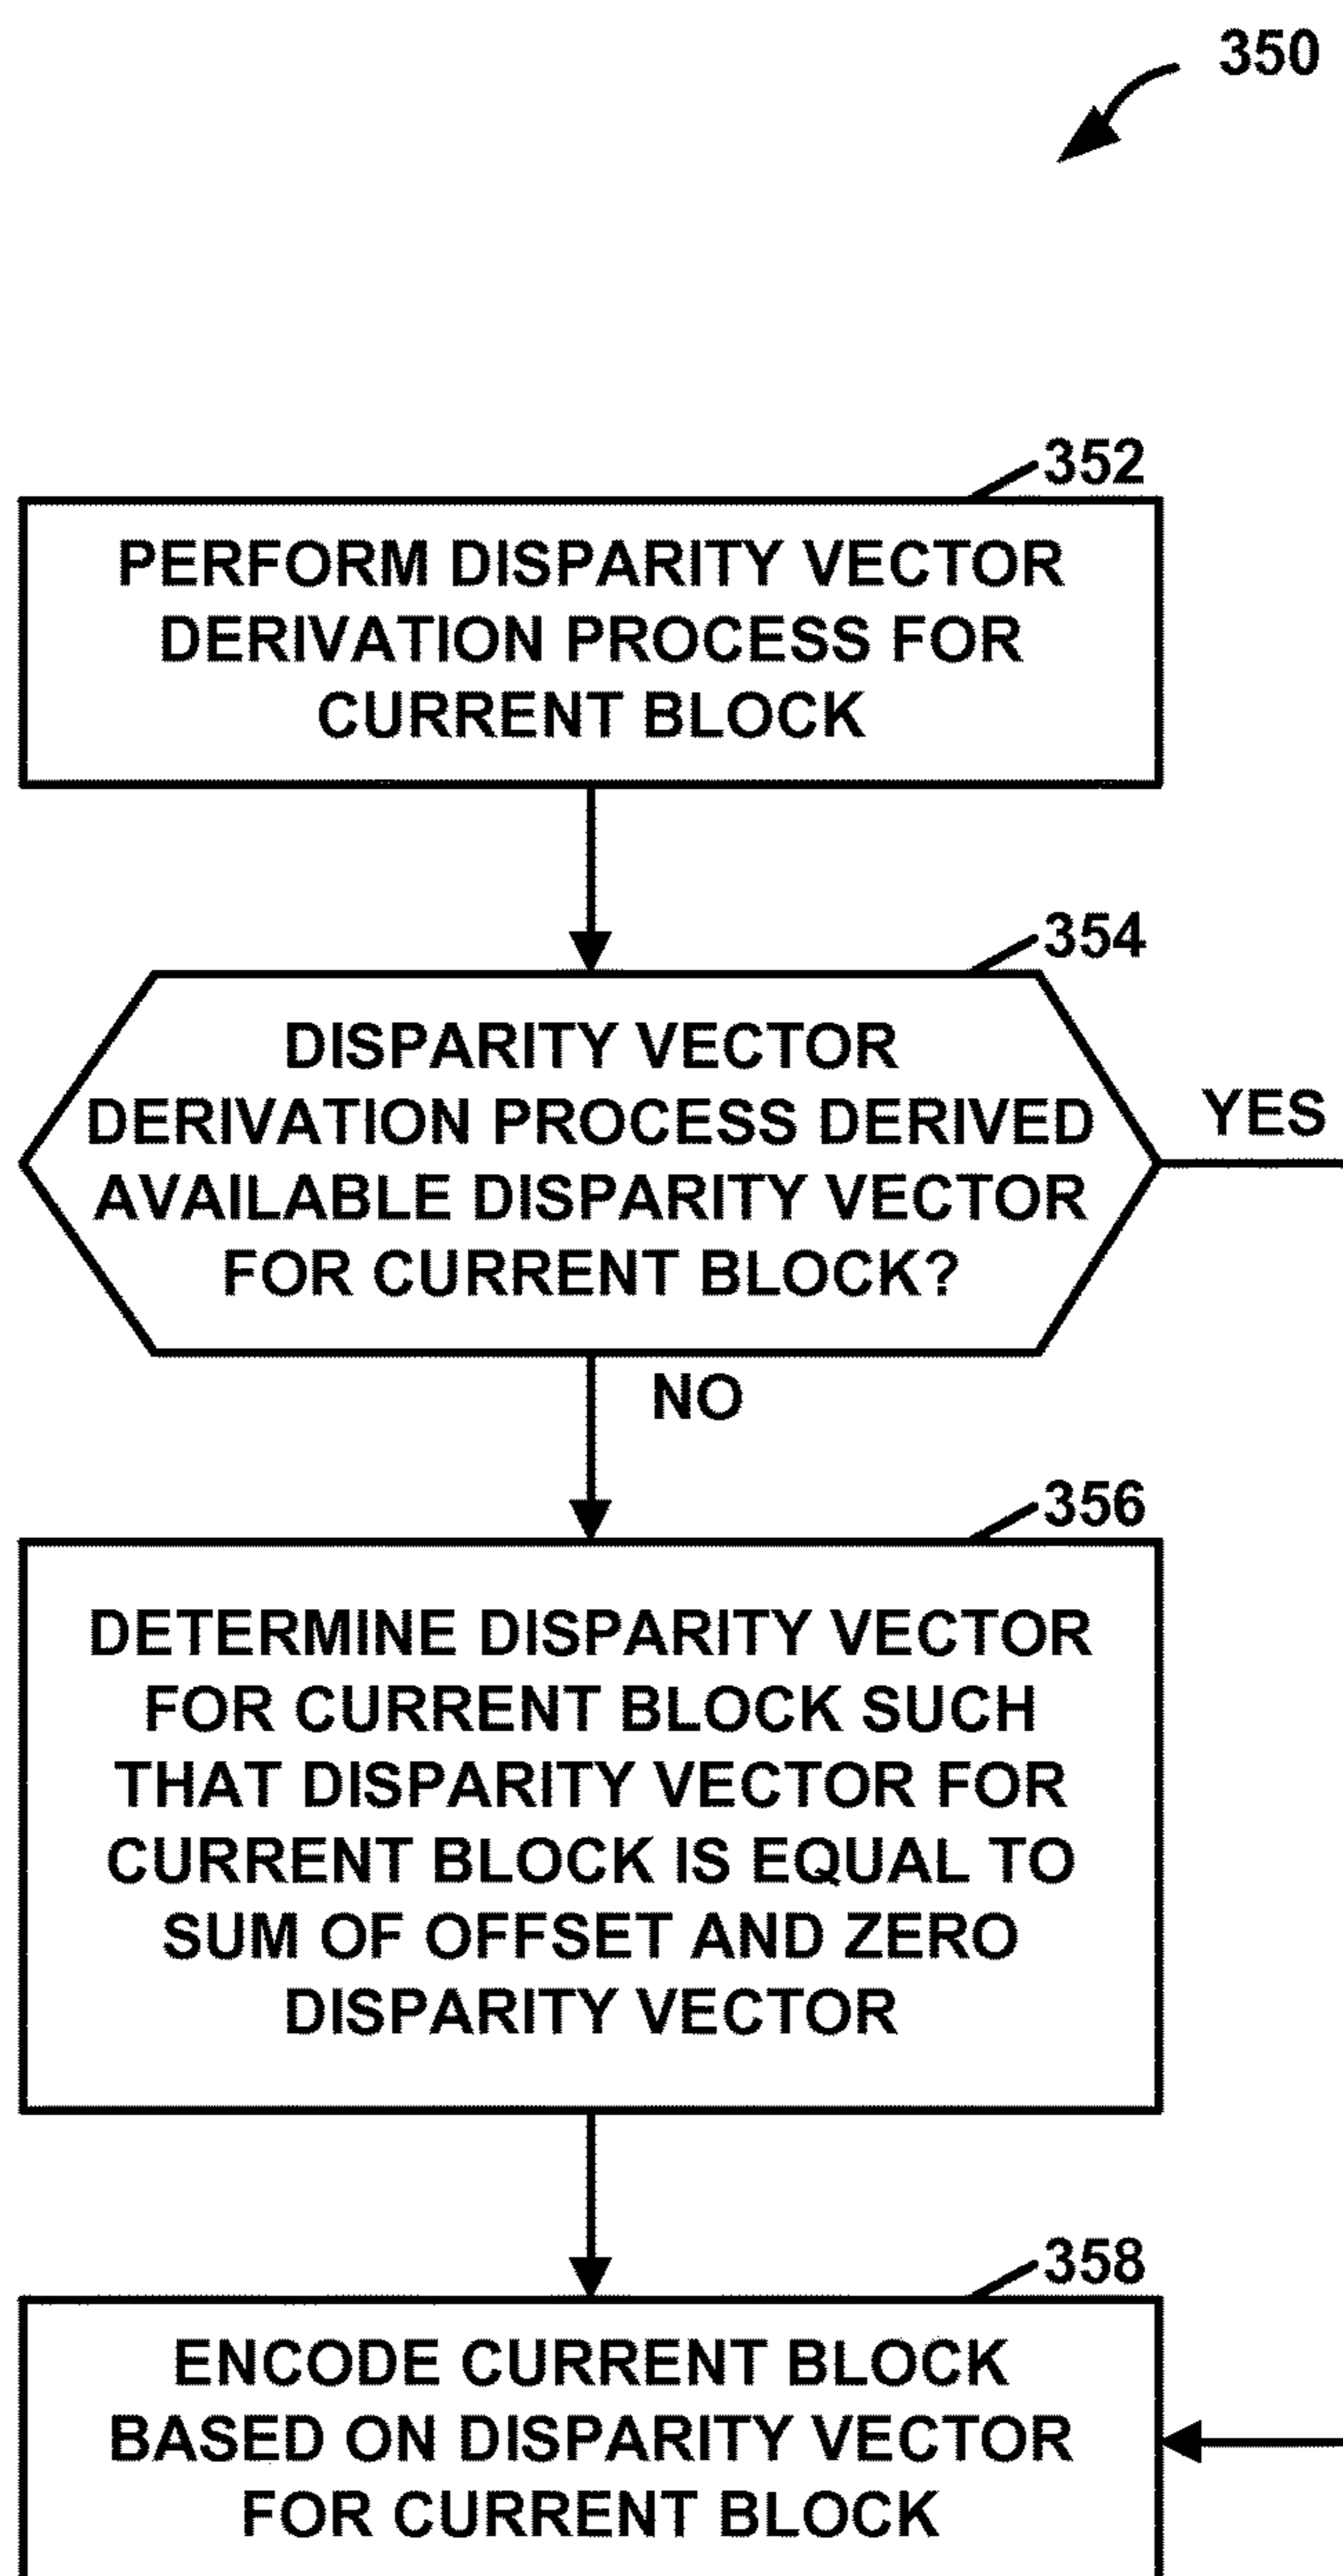 350
352
PERFORM DISPARITY VECTOR
DERIVATION PROCESS FOR
CURRENT BLOCK
354
DISPARITY VECTOR
DERIVATION PROCESS DERIVED
AVAILABLE DISPARITY VECTOR
FOR CURRENT BLOCK?
YES
NO
356
DETERMINE DISPARITY VECTOR
FOR CURRENT BLOCK SUCH
THAT DISPARITY VECTOR FOR
CURRENT BLOCK IS EQUAL TO
SUM OF OFFSET AND ZERO
DISPARITY VECTOR
358
ENCODE CURRENT BLOCK
BASED ON DISPARITY VECTOR
FOR CURRENT BLOCK